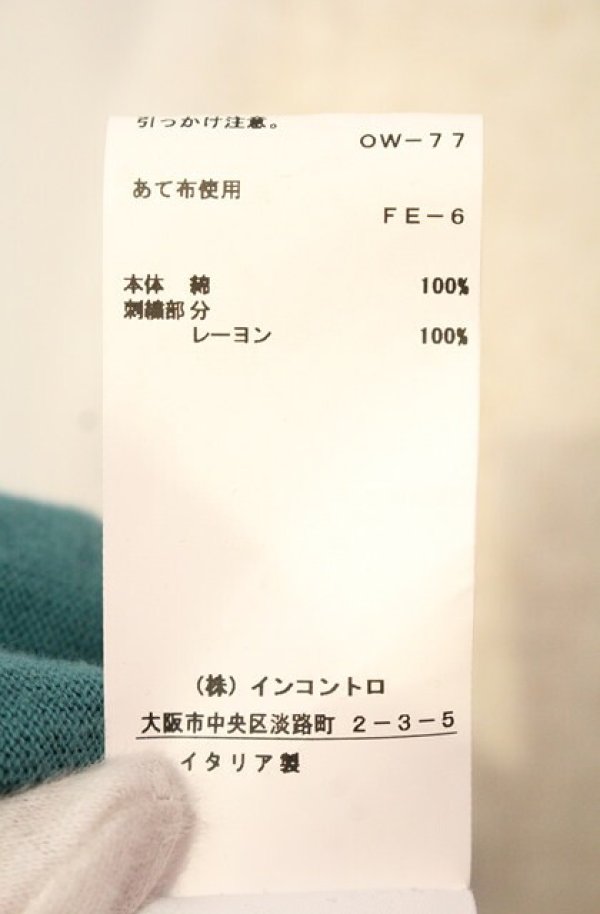 引っかけ注意。
OW-77
あて布使用
FE-6
本体 綿 100%
刺繍部分
レーヨン 100%
(株)インコントロ
大阪市中央区淡路町 2-3-5
イタリア製